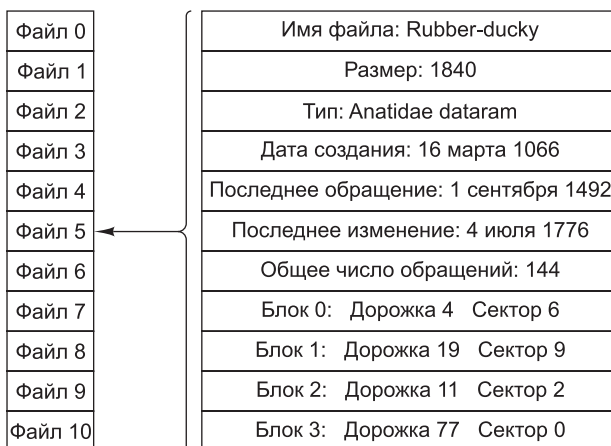 Файл 0
Файл 1
Файл 2
Файл 3
Файл 4
Файл 5
Файл 6
Файл 7
Файл 8
Файл 9
Файл 10
Имя файла: Rubber-ducky
Размер: 1840
Тип: Anatidae dataram
Дата создания: 16 марта 1066
Последнее обращение: 1 сентября 1492
Последнее изменение: 4 июля 1776
Общее число обращений: 144
Блок 0: Дорожка 4 Сектор 6
Блок 1: Дорожка 19 Сектор 9
Блок 2: Дорожка 11 Сектор 2
Блок 3: Дорожка 77 Сектор 0